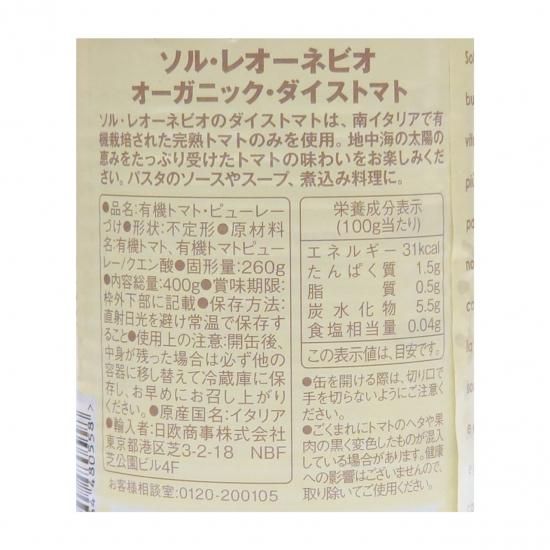 ソル・レオーネビオ
オーガニック・ダイストマト
ソル・レオーネビオのダイストマトは、南イタリアで有
機栽培された完熟トマトのみを使用。地中海の太陽の
恵みをたっぷり受けたトマトの味わいをお楽しみくだ
さい。パスタのソースやスープ、煮込み料理に。
●品名:有機トマト・ピューレー
づけ●形状:不定形●原材料
名:有機トマト、有機トマトピュー
レー/クエン酸●固形量:260g
●内容総量:400g●賞味期限:
枠外下部に記載●保存方法:
直射日光を避け常温で保存す
ること●使用上の注意:開缶後、
中身が残った場合は必ず他の
容器に移し替えて冷蔵庫に保
存し、お早めにお召し上がり
ください。●原産国名:イタリア
●輸入者:日欧商事株式会社
東京都港区芝3-2-18 NBF
芝公園ビル4F
お客様相談室:0120-200105
栄養成分表示
(100g当たり)
エネルギー 31kcal
たんぱく質 1.5g
脂質 0.5g
炭水化物 5.5g
食塩相当量 0.04g
この表示値は、目安です。
●缶を開ける際は、切り口で
手を切らないようにご注意く
ださい。
●ごくまれにトマトのヘタや果
肉の黒く変色したものが混入
している場合があります。健康
への影響はございませんので、
取り除いてご使用ください。